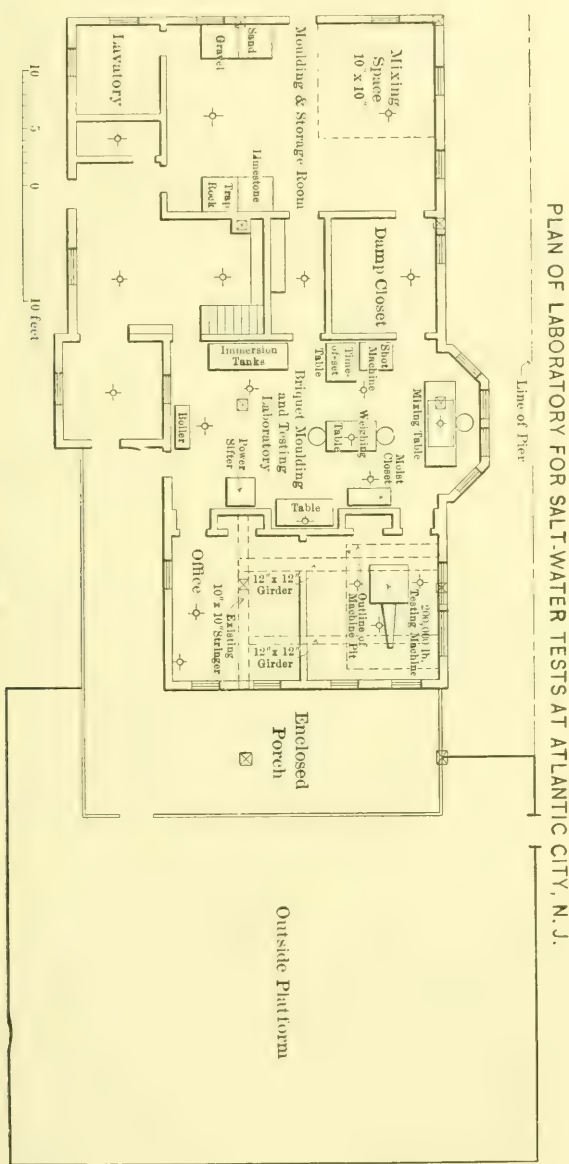 PLAN OF LABORATORY FOR SALT-WATER TESTS AT ATLANTIC CITY, N.J.
Line of Pier
Mixing
Space
10" x 10"
Moulding & Storage Room
Sand
Gravel
Limestone
Trap
Rock
Lavatory
Damp Closet
Shot
Machine
Time-
of-set
Table
Mixing Table
Weighing
Table
Moist
Closet
Immersion
Tanks
Briquet Moulding
and Testing
Laboratory
Boiler
Power
Sifter
Table
200,000 lb.
Testing Machine
Outline of
Machine Pit
12" x 12"
Girder
12" x 12"
Girder
Existing
10" x 10" Stringer
Office
Enclosed
Porch
Outside Platform
10 5 0 10 feet